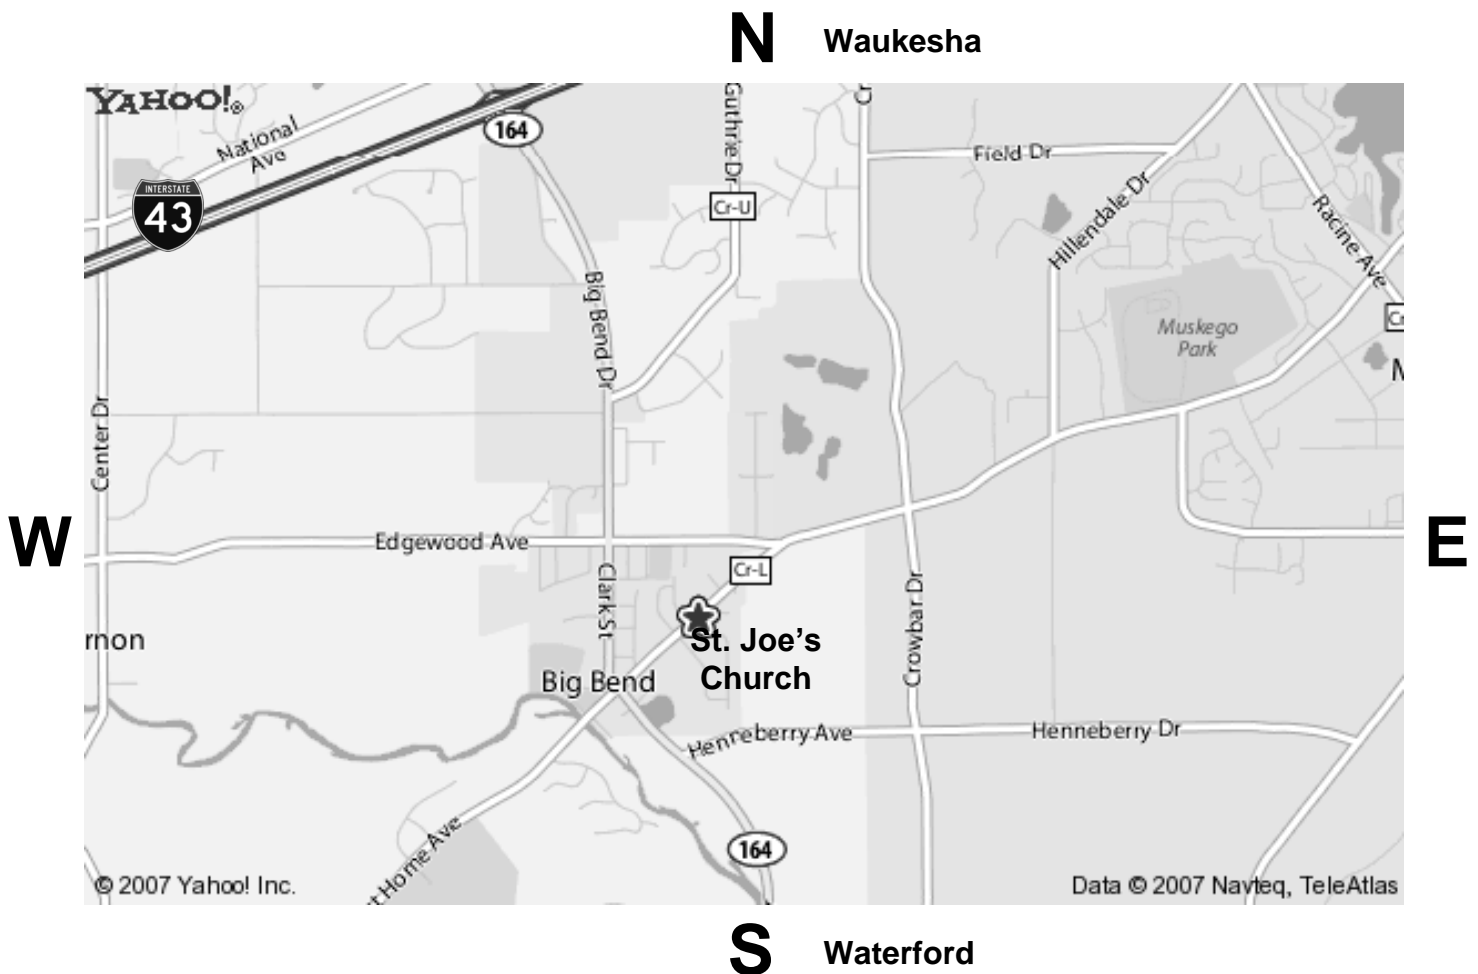 N Waukesha
YAHOO!®
National
Ave
164
INTERSTATE
43
Guthrie Dr
Cr-U
Field Dr
Hillendale Dr
Racine Ave
Big Bend Dr
Muskego
Park
Center Dr
W
E
Edgewood Ave
Cr-L
Clark St
Crowbar Dr
rnon
St. Joe’s
Church
Big Bend
Henneberry Ave
Henneberry Dr
164
t Home Ave
© 2007 Yahoo! Inc.
Data © 2007 Navteq, TeleAtlas
S Waterford